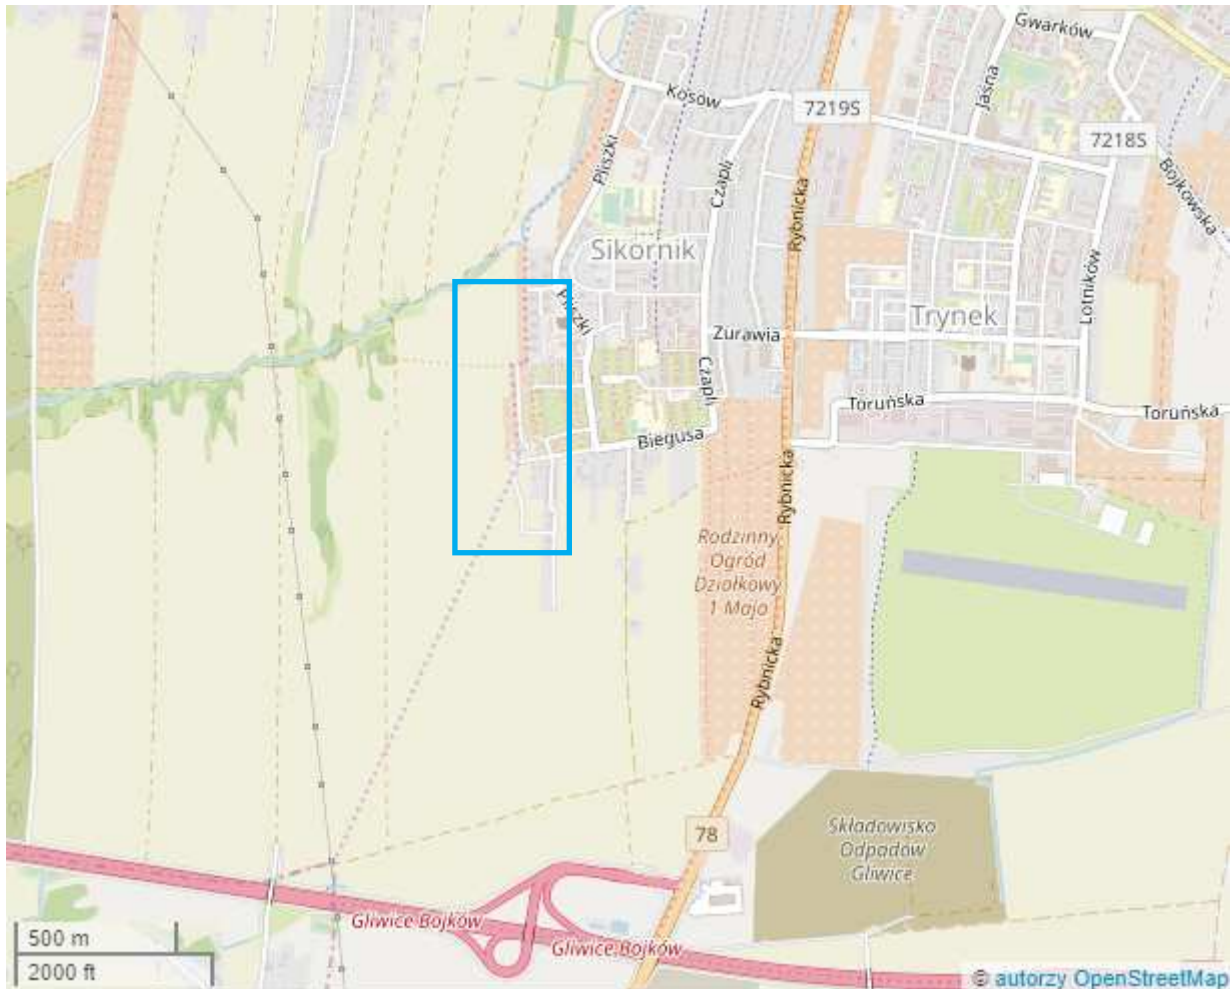 Gwarków
Kosów
7219S
Jasna
7218S
Pliszki
Czapli
Rybnicka
Bojkowska
Sikornik
Pliszki
Lotników
Żurawia
Trynek
Czapli
Toruńska
Toruńska
Biegusa
Rybnicka
Rodzinny
Ogród
Działkowy
1 Maja
Rybnicka
78
Składowisko
Odpadów
Gliwice
Gliwice Bojków
Gliwice Bojków
500 m
2000 ft
© autorzy OpenStreetMap